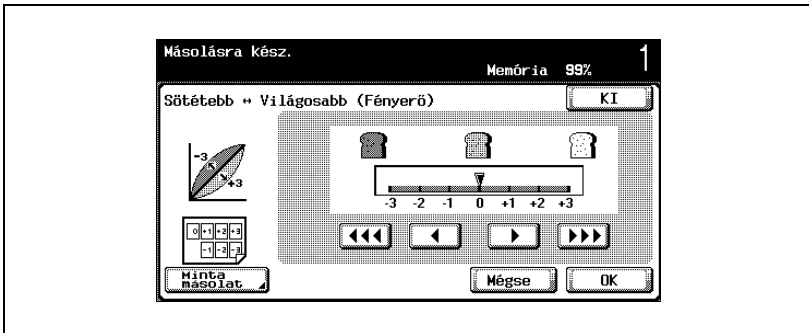 Másolásra kész.
Memória 99%
1
Sötétebb ↔ Világosabb (Fényerő)
KI
-3
+3
-3 -2 -1 0 +1 +2 +3
0 +1 +2 +3
-1 -2 -3
Minta
másolat
Mégse
OK